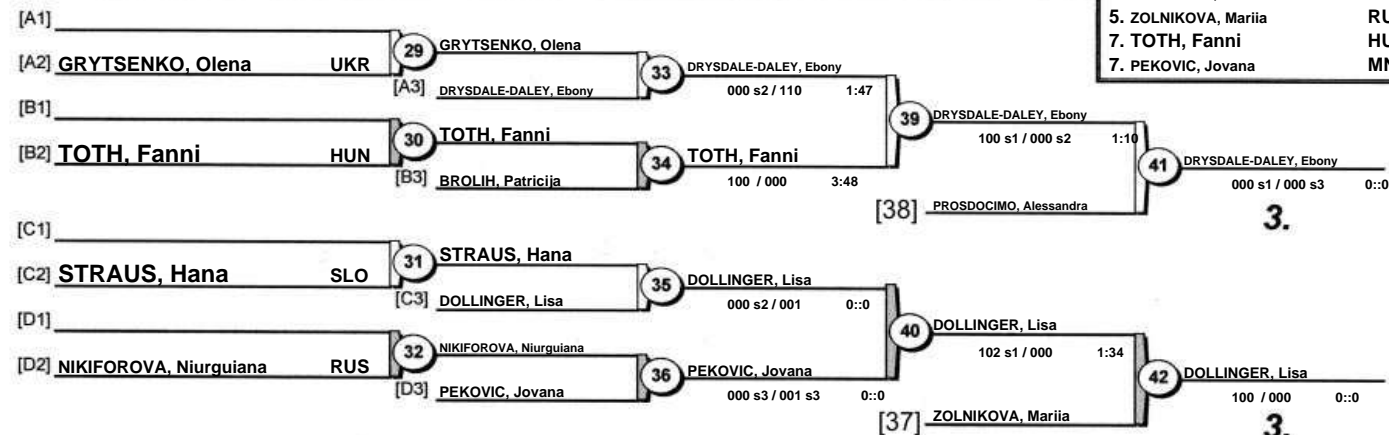 5. ZOLNIKOVA, Mariia RU
7. TOTH, Fanni HU
7. PEKOVIC, Jovana
[A1]
[A2] GRYTSENKO, Olena UKR
29
GRYTSENKO, Olena
[A3] DRYSDALE-DALEY, Ebony
33
DRYSDALE-DALEY, Ebony
000 s2 / 110 1:47
[B1]
[B2] TOTH, Fanni HUN
30
TOTH, Fanni
[B3] BROLIH, Patricija
34
TOTH, Fanni
100 / 000 3:48
39
DRYSDALE-DALEY, Ebony
100 s1 / 000 s2 1:10
[38] PROSDOCIMO, Alessandra
41
DRYSDALE-DALEY, Ebony
000 s1 / 000 s3 0::0
3.
[C1]
[C2] STRAUS, Hana SLO
31
STRAUS, Hana
[C3] DOLLINGER, Lisa
35
DOLLINGER, Lisa
000 s2 / 001 0::0
[D1]
[D2] NIKIFOROVA, Niurguiana RUS
32
NIKIFOROVA, Niurguiana
[D3] PEKOVIC, Jovana
36
PEKOVIC, Jovana
000 s3 / 001 s3 0::0
40
DOLLINGER, Lisa
102 s1 / 000 1:34
[37] ZOLNIKOVA, Mariia
42
DOLLINGER, Lisa
100 / 000 0::0
3.